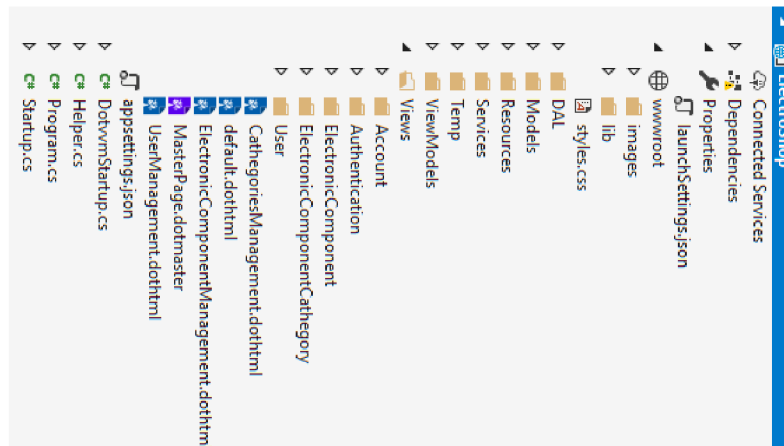 Connected Services
Dependencies
Properties
launchSettings.json
wwwroot
images
lib
styles.css
DAL
Models
Resources
Services
Temp
ViewModels
Views
Account
Authentication
ElectronicComponent
ElectronicComponentCathegory
User
CathegoriesManagement.dothtml
default.dothtml
ElectronicComponentManagement.dothtm
MasterPage.dotmaster
UserManagement.dothtml
appsettings.json
C# DotvvmStartup.cs
C# Helper.cs
C# Program.cs
C# Startup.cs